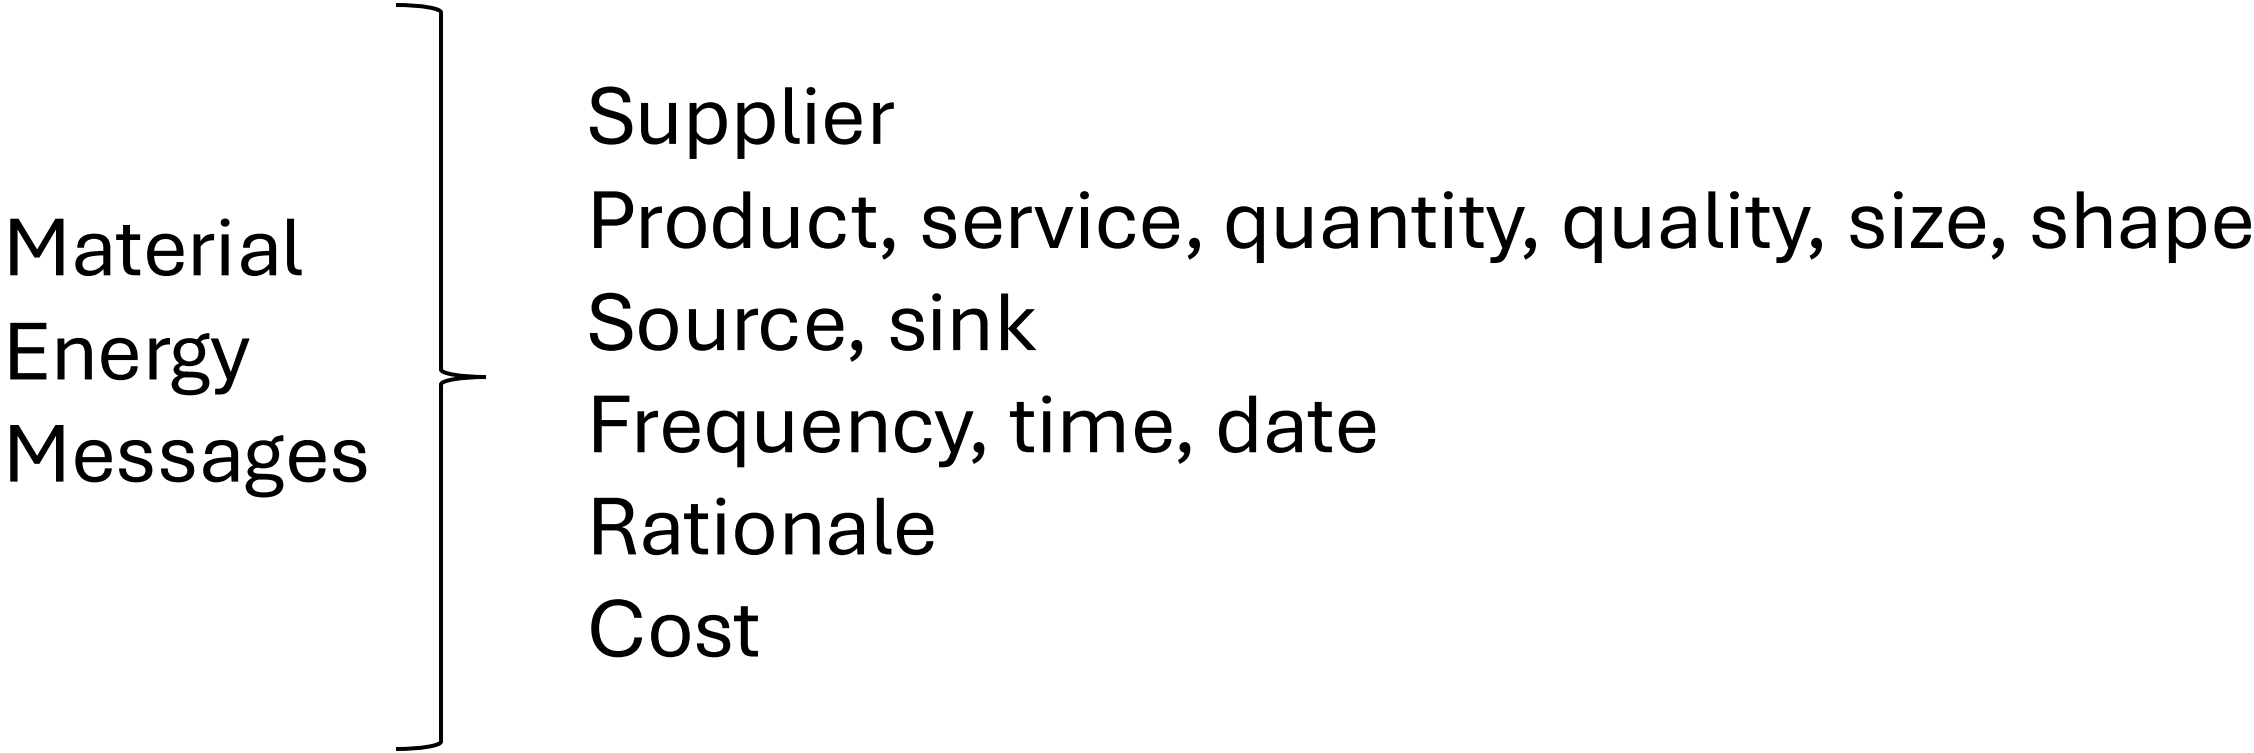 Material
Energy
Messages
Supplier
Product, service, quantity, quality, size, shape
Source, sink
Frequency, time, date
Rationale
Cost